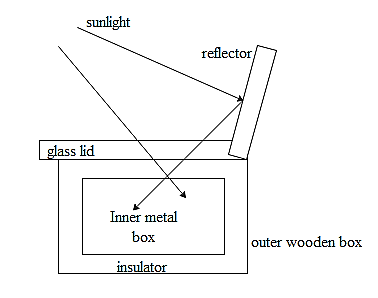 sunlight
reflector
glass lid
Inner metal
box
outer wooden box
insulator